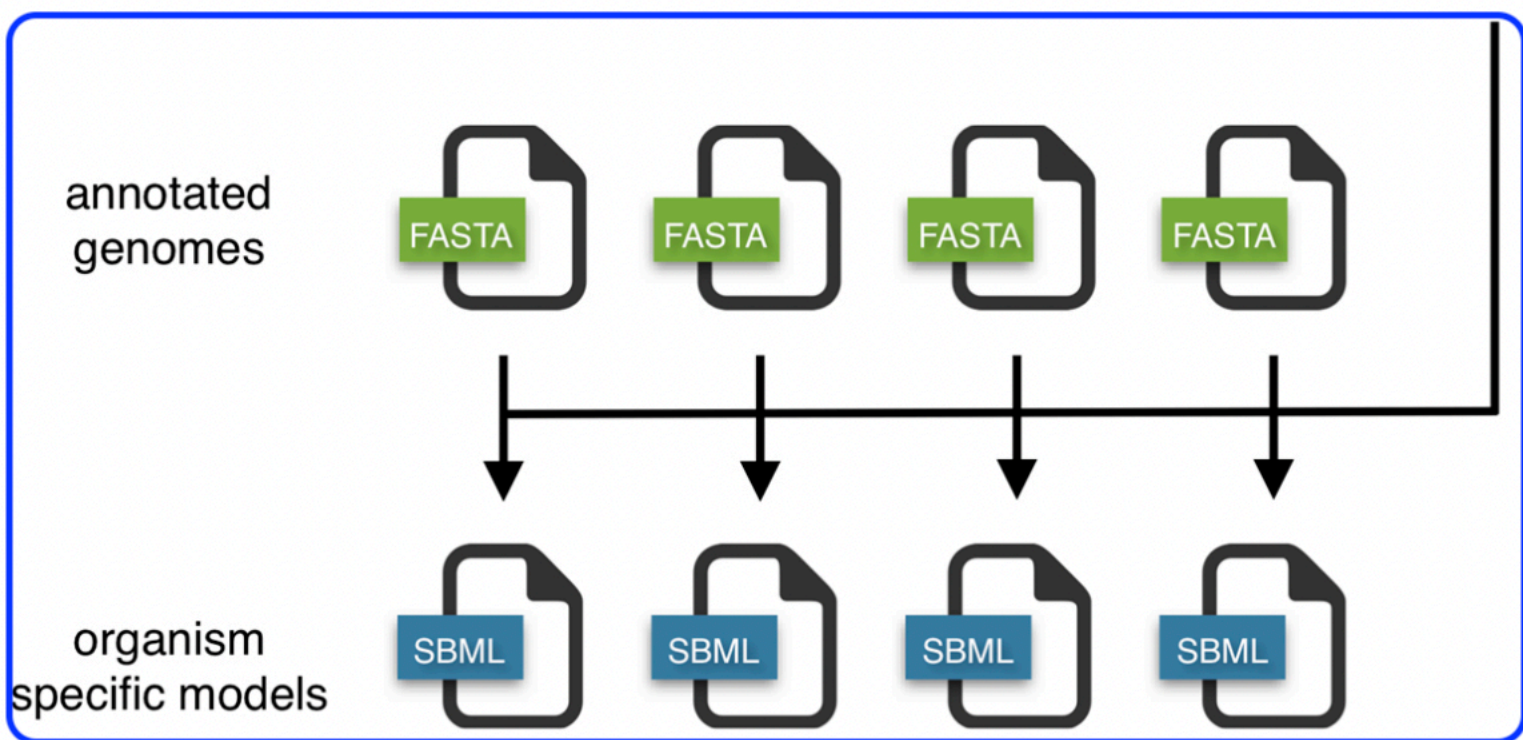 annotated
genomes
FASTA FASTA FASTA FASTA
organism
specific models
SBML SBML SBML SBML